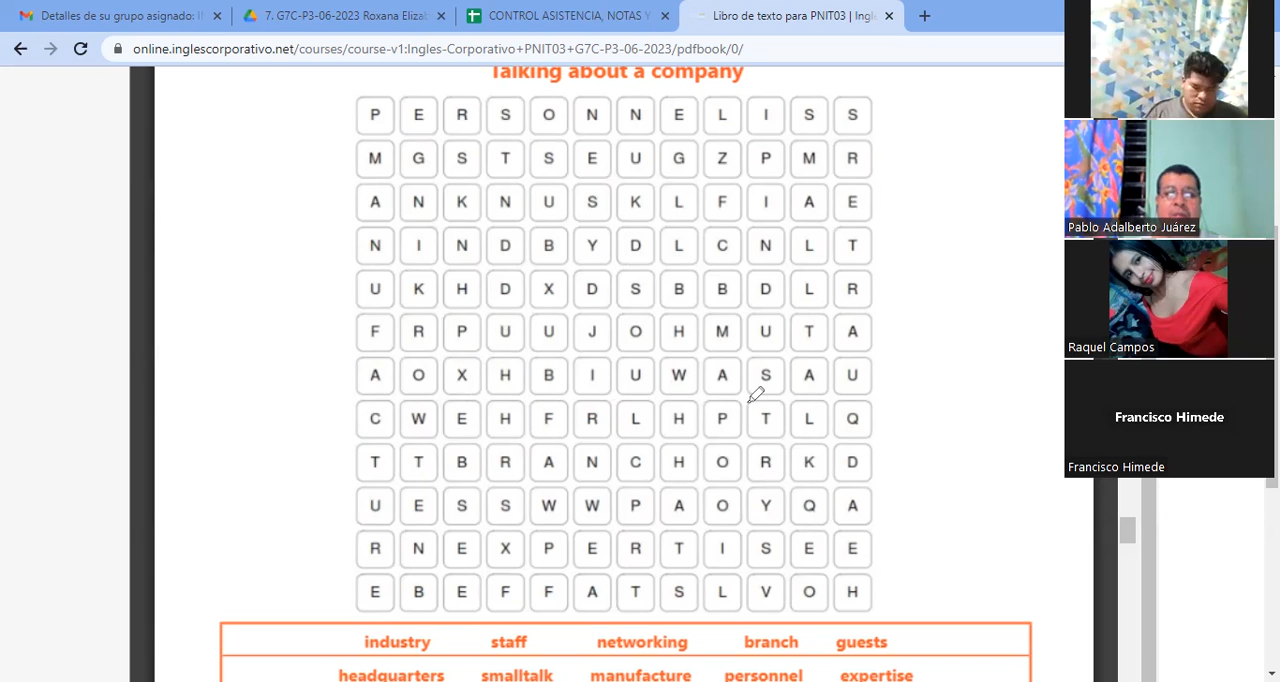 Detalles de su grupo asignado: I
7. G7C-P3-06-2023 Roxana Elizab
CONTROL ASISTENCIA, NOTAS Y
Libro de texto para PNIT03 | Ingl
online.inglescorporativo.net/courses/course-v1:Ingles-Corporativo+PNIT03+G7C-P3-06-2023/pdfbook/0/
Talking about a company
P E R S O N N E L I S S
M G S T S E U G Z P M R
A N K N U S K L F I A E
N I N D B Y D L C N L T
U K H D X D S B B D L R
F R P U U J O H M U T A
A O X H B I U W A S A U
C W E H F R L H P T L Q
T T B R A N C H O R K D
U E S S W W P A O Y Q A
R N E X P E R T I S E E
E B E F F A T S L V O H
industry staff networking branch guests
headquarters smalltalk manufacture personnel expertise
Pablo Adalberto Juárez
Raquel Campos
Francisco Himede
Francisco Himede